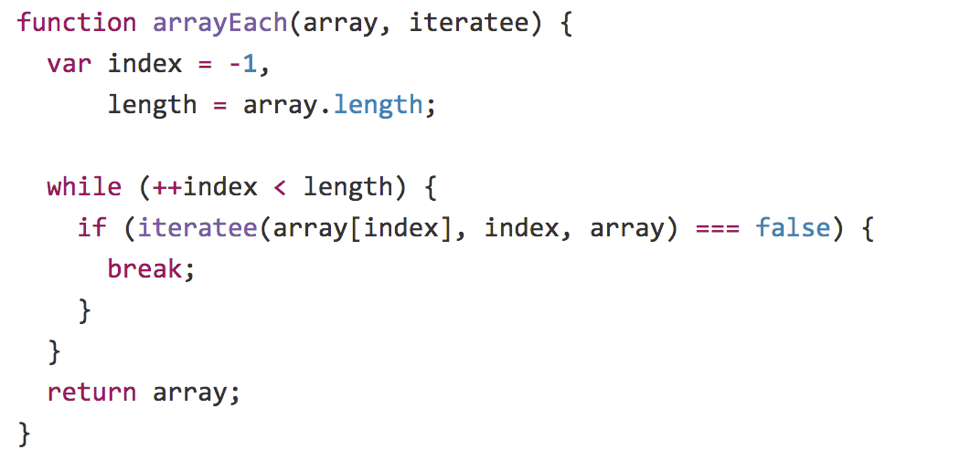 function arrayEach(array, iteratee) {
  var index = -1,
      length = array.length;

  while (++index < length) {
    if (iteratee(array[index], index, array) === false) {
      break;
    }
  }
  return array;
}